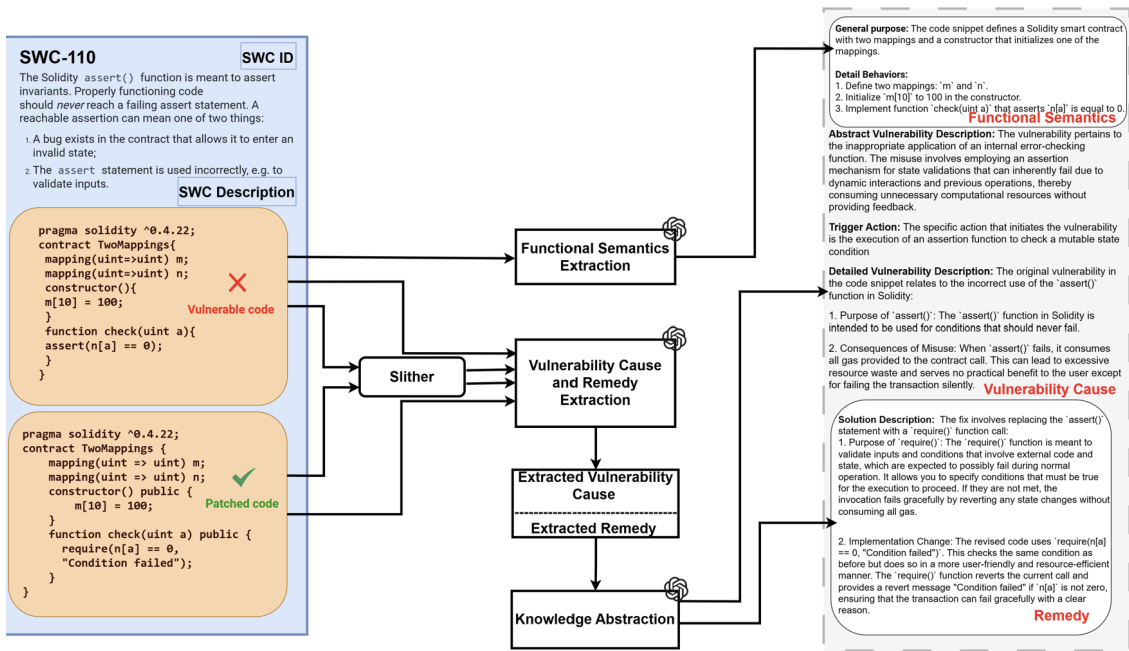 SWC-110
SWC ID
The Solidity assert() function is meant to assert
invariants. Properly functioning code
should never reach a failing assert statement. A
reachable assertion can mean one of two things:
1. A bug exists in the contract that allows it to enter an
invalid state;
2. The assert statement is used incorrectly, e.g. to
validate inputs.
SWC Description
pragma solidity ^0.4.22;
contract TwoMappings{
mapping(uint=>uint) m;
mapping(uint=>uint) n;
constructor(){
m[10] = 100;
}
function check(uint a){
assert(n[a] == 0);
}
}
Vulnerable code
pragma solidity ^0.4.22;
contract TwoMappings {
mapping(uint => uint) m;
mapping(uint => uint) n;
constructor() public {
m[10] = 100;
}
function check(uint a) public {
require(n[a] == 0,
"Condition failed");
}
}
Patched code
Slither
Functional Semantics
Extraction
Vulnerability Cause
and Remedy
Extraction
Extracted Vulnerability
Cause
Extracted Remedy
Knowledge Abstraction
General purpose: The code snippet defines a Solidity smart contract
with two mappings and a constructor that initializes one of the
mappings.
Detail Behaviors:
1. Define two mappings: `m` and `n`.
2. Initialize `m[10]` to 100 in the constructor.
3. Implement function `check(uint a)` that asserts `n[a]` is equal to 0.
Functional Semantics
Abstract Vulnerability Description: The vulnerability pertains to
the inappropriate application of an internal error-checking
function. The misuse involves employing an assertion
mechanism for state validations that can inherently fail due to
dynamic interactions and previous operations, thereby
consuming unnecessary computational resources without
providing feedback.
Trigger Action: The specific action that initiates the vulnerability
is the execution of an assertion function to check a mutable state
condition
Detailed Vulnerability Description: The original vulnerability in
the code snippet relates to the incorrect use of the `assert()`
function in Solidity:
1. Purpose of `assert()`: The `assert()` function in Solidity is
intended to be used for conditions that should never fail.
2. Consequences of Misuse: When `assert()` fails, it consumes
all gas provided to the contract call. This can lead to excessive
resource waste and serves no practical benefit to the user except
for failing the transaction silently.
Vulnerability Cause
Solution Description: The fix involves replacing the `assert()`
statement with a `require()` function call:
1. Purpose of `require()`: The `require()` function is meant to
validate inputs and conditions that involve external code and
state, which are expected to possibly fail during normal
operation. It allows you to specify conditions that must be true
for the execution to proceed. If they are not met, the
invocation fails gracefully by reverting any state changes without
consuming all gas.
2. Implementation Change: The revised code uses `require(n[a]
== 0, "Condition failed")`. This checks the same condition as
before but does so in a more user-friendly and resource-efficient
manner. The `require()` function reverts the current call and
provides a revert message "Condition failed" if `n[a]` is not zero,
ensuring that the transaction can fail gracefully with a clear
reason.
Remedy